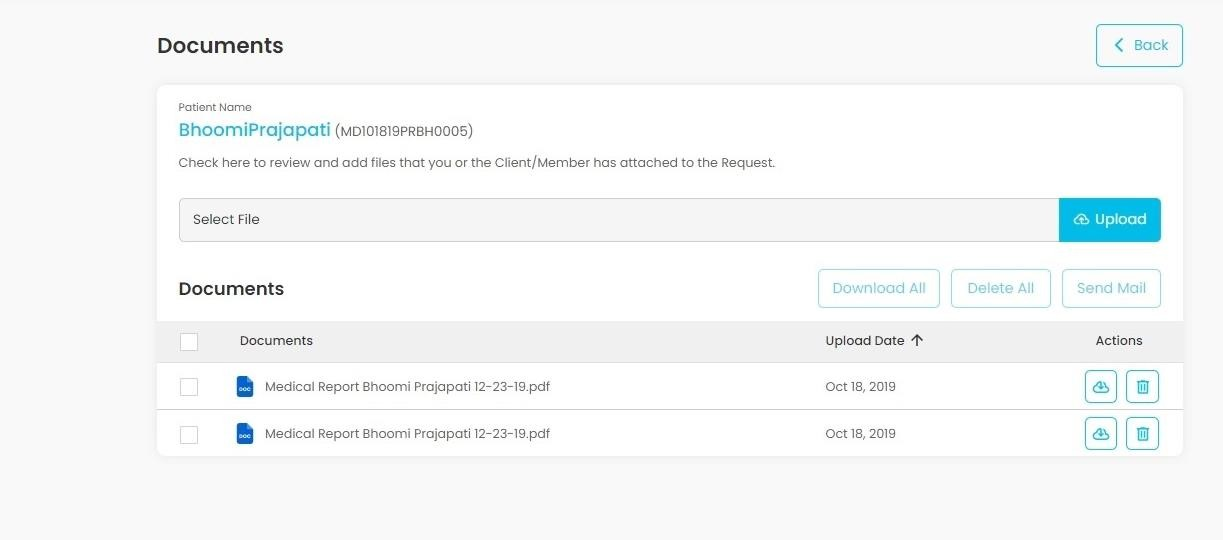 Documents
Back
Patient Name
BhoomiPrajapati (MD101819PRBH0005)
Check here to review and add files that you or the Client/Member has attached to the Request.
Select File
Upload
Documents
Download All
Delete All
Send Mail
Documents
Upload Date
Actions
DOC Medical Report Bhoomi Prajapati 12-23-19.pdf
Oct 18, 2019
DOC Medical Report Bhoomi Prajapati 12-23-19.pdf
Oct 18, 2019